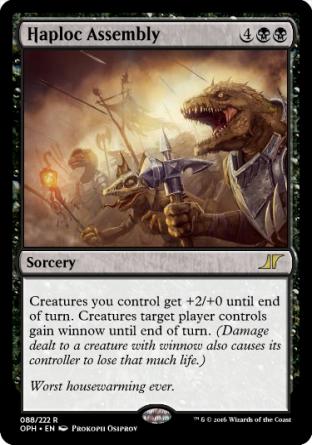 Haploc Assembly 4
Sorcery
Creatures you control get +2/+0 until end
of turn. Creatures target player controls
gain winnow until end of turn. (Damage
dealt to a creature with winnow also causes its
controller to lose that much life.)
Worst housewarming ever.
088/222 R
OPH • EN Prokopii Osiprov
™ & © 2016 Wizards of the Coast